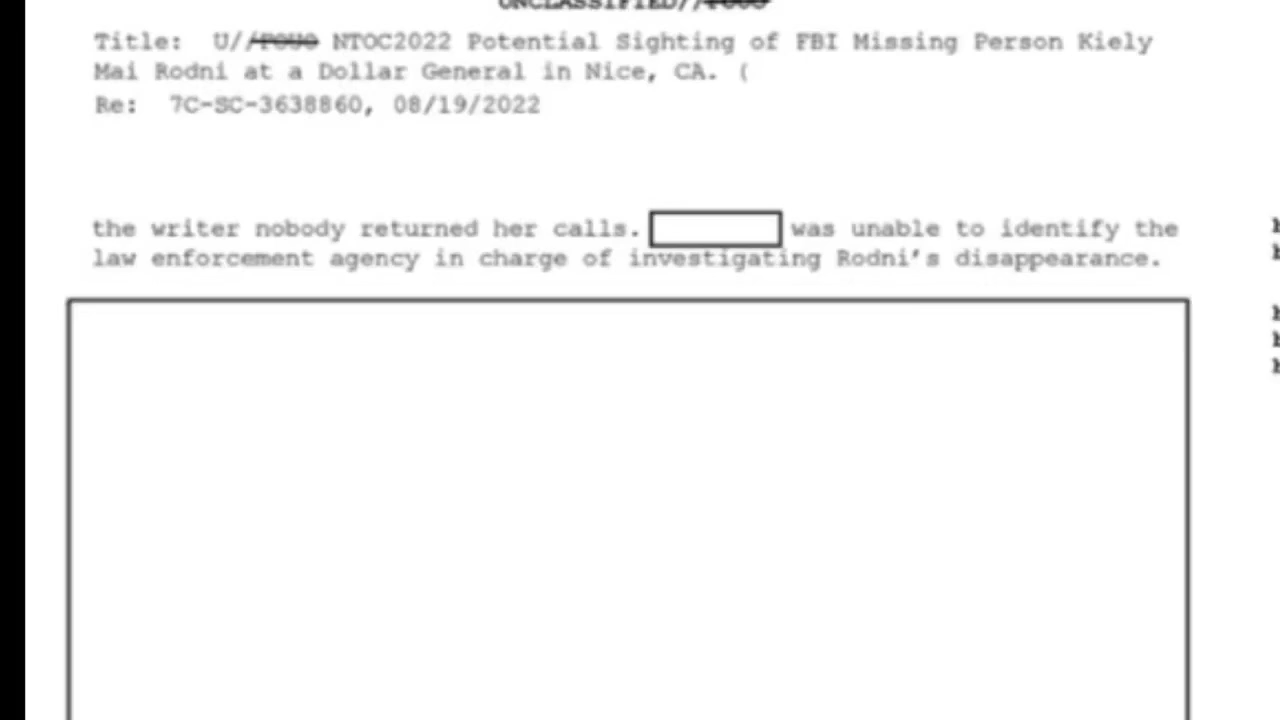 UNCLASSIFIED//FOUO
Title: U//FOUO NTOC2022 Potential Sighting of FBI Missing Person Kiely
Mai Rodni at a Dollar General in Nice, CA. (
Re: 7C-SC-3638860, 08/19/2022
the writer nobody returned her calls. was unable to identify the
law enforcement agency in charge of investigating Rodni's disappearance.